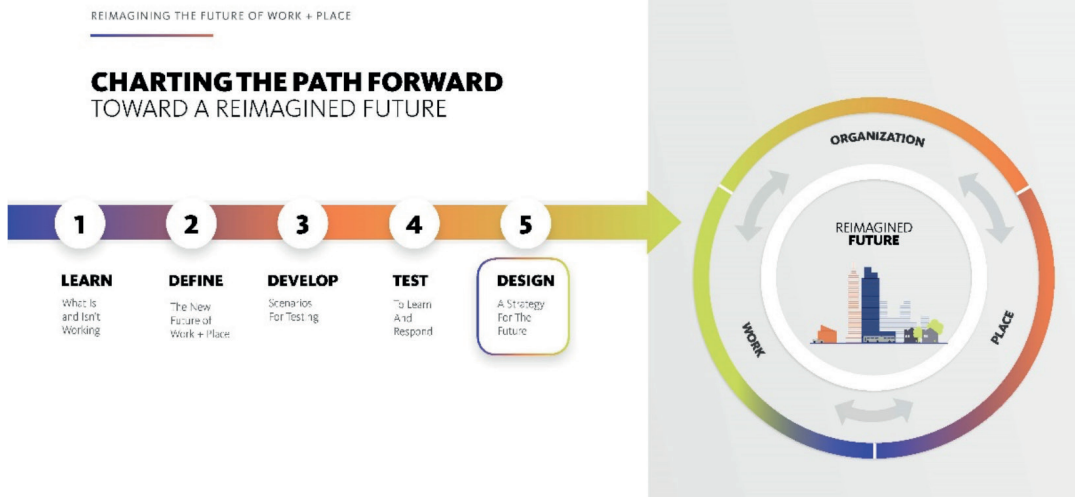 REIMAGINING THE FUTURE OF WORK + PLACE
CHARTING THE PATH FORWARD
TOWARD A REIMAGINED FUTURE
1
2
3
4
5
LEARN
What Is
and Isn't
Working
DEFINE
The New
Future of
Work + Place
DEVELOP
Scenarios
For Testing
TEST
To Learn
And
Respond
DESIGN
A Strategy
For The
Future
ORGANIZATION
REIMAGINED
FUTURE
WORK
PLACE